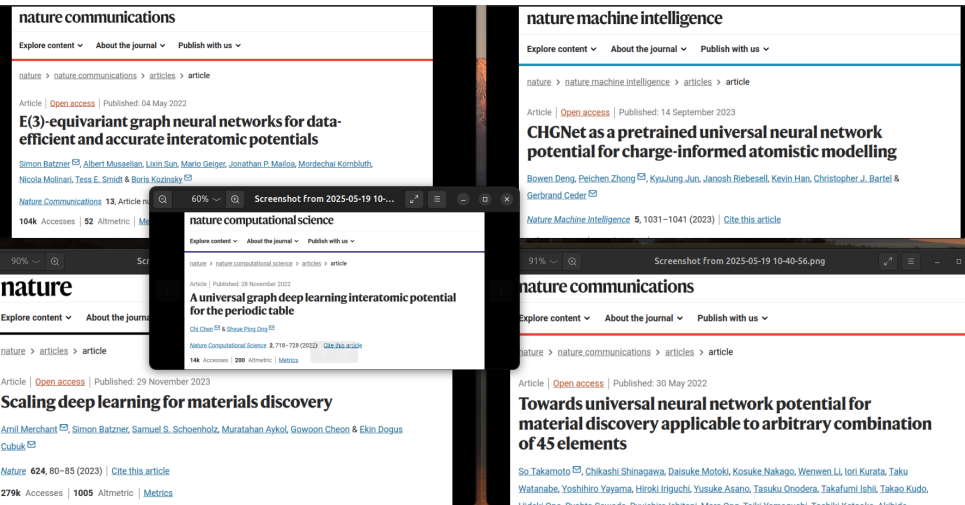 nature communications
Explore content About the journal Publish with us
nature > nature communications > articles > article
Article | Open access | Published: 04 May 2022
E(3)-equivariant graph neural networks for data-
efficient and accurate interatomic potentials
Simon Batzner, Albert Musaelian, Lixin Sun, Mario Geiger, Jonathan P. Mailoa, Mordechai Kornbluth,
Nicola Molinari, Tess E. Smidt & Boris Kozinsky
Nature Communications 13, Article
104k Accesses | 52 Altmetric |
nature machine intelligence
Explore content About the journal Publish with us
nature > nature machine intelligence > articles > article
Article | Open access | Published: 14 September 2023
CHGNet as a pretrained universal neural network
potential for charge-informed atomistic modelling
Bowen Deng, Peichen Zhong, KyuJung Jun, Janosh Riebesell, Kevin Han, Christopher J. Bartel &
Gerbrand Ceder
Nature Machine Intelligence 5, 1031–1041 (2023) | Cite this article
60% Screenshot from 2025-05-19 10-...
nature computational science
Explore content About the journal Publish with us
nature > nature computational science > articles > article
Article | Published: 28 November 2022
A universal graph deep learning interatomic potential
for the periodic table
Chi Chen & Shyue Ping Ong
Nature Computational Science 2, 718–728 (2022) Cite this article
14k Accesses | 200 Altmetric | Metrics
90%
nature
Explore content About the
nature > articles > article
Article | Open access | Published: 29 November 2023
Scaling deep learning for materials discovery
Amil Merchant, Simon Batzner, Samuel S. Schoenholz, Muratahan Aykol, Gowoon Cheon & Ekin Dogus
Cubuk
Nature 624, 80–85 (2023) | Cite this article
279k Accesses | 1005 Altmetric | Metrics
91% Screenshot from 2025-05-19 10-40-56.png
nature communications
Explore content About the journal Publish with us
nature > nature communications > articles > article
Article | Open access | Published: 30 May 2022
Towards universal neural network potential for
material discovery applicable to arbitrary combination
of 45 elements
So Takamoto, Chikashi Shinagawa, Daisuke Motoki, Kosuke Nakago, Wenwen Li, Iori Kurata, Taku
Watanabe, Yoshihiro Yayama, Hiroki Iriguchi, Yusuke Asano, Tasuku Onodera, Takafumi Ishii, Takao Kudo,